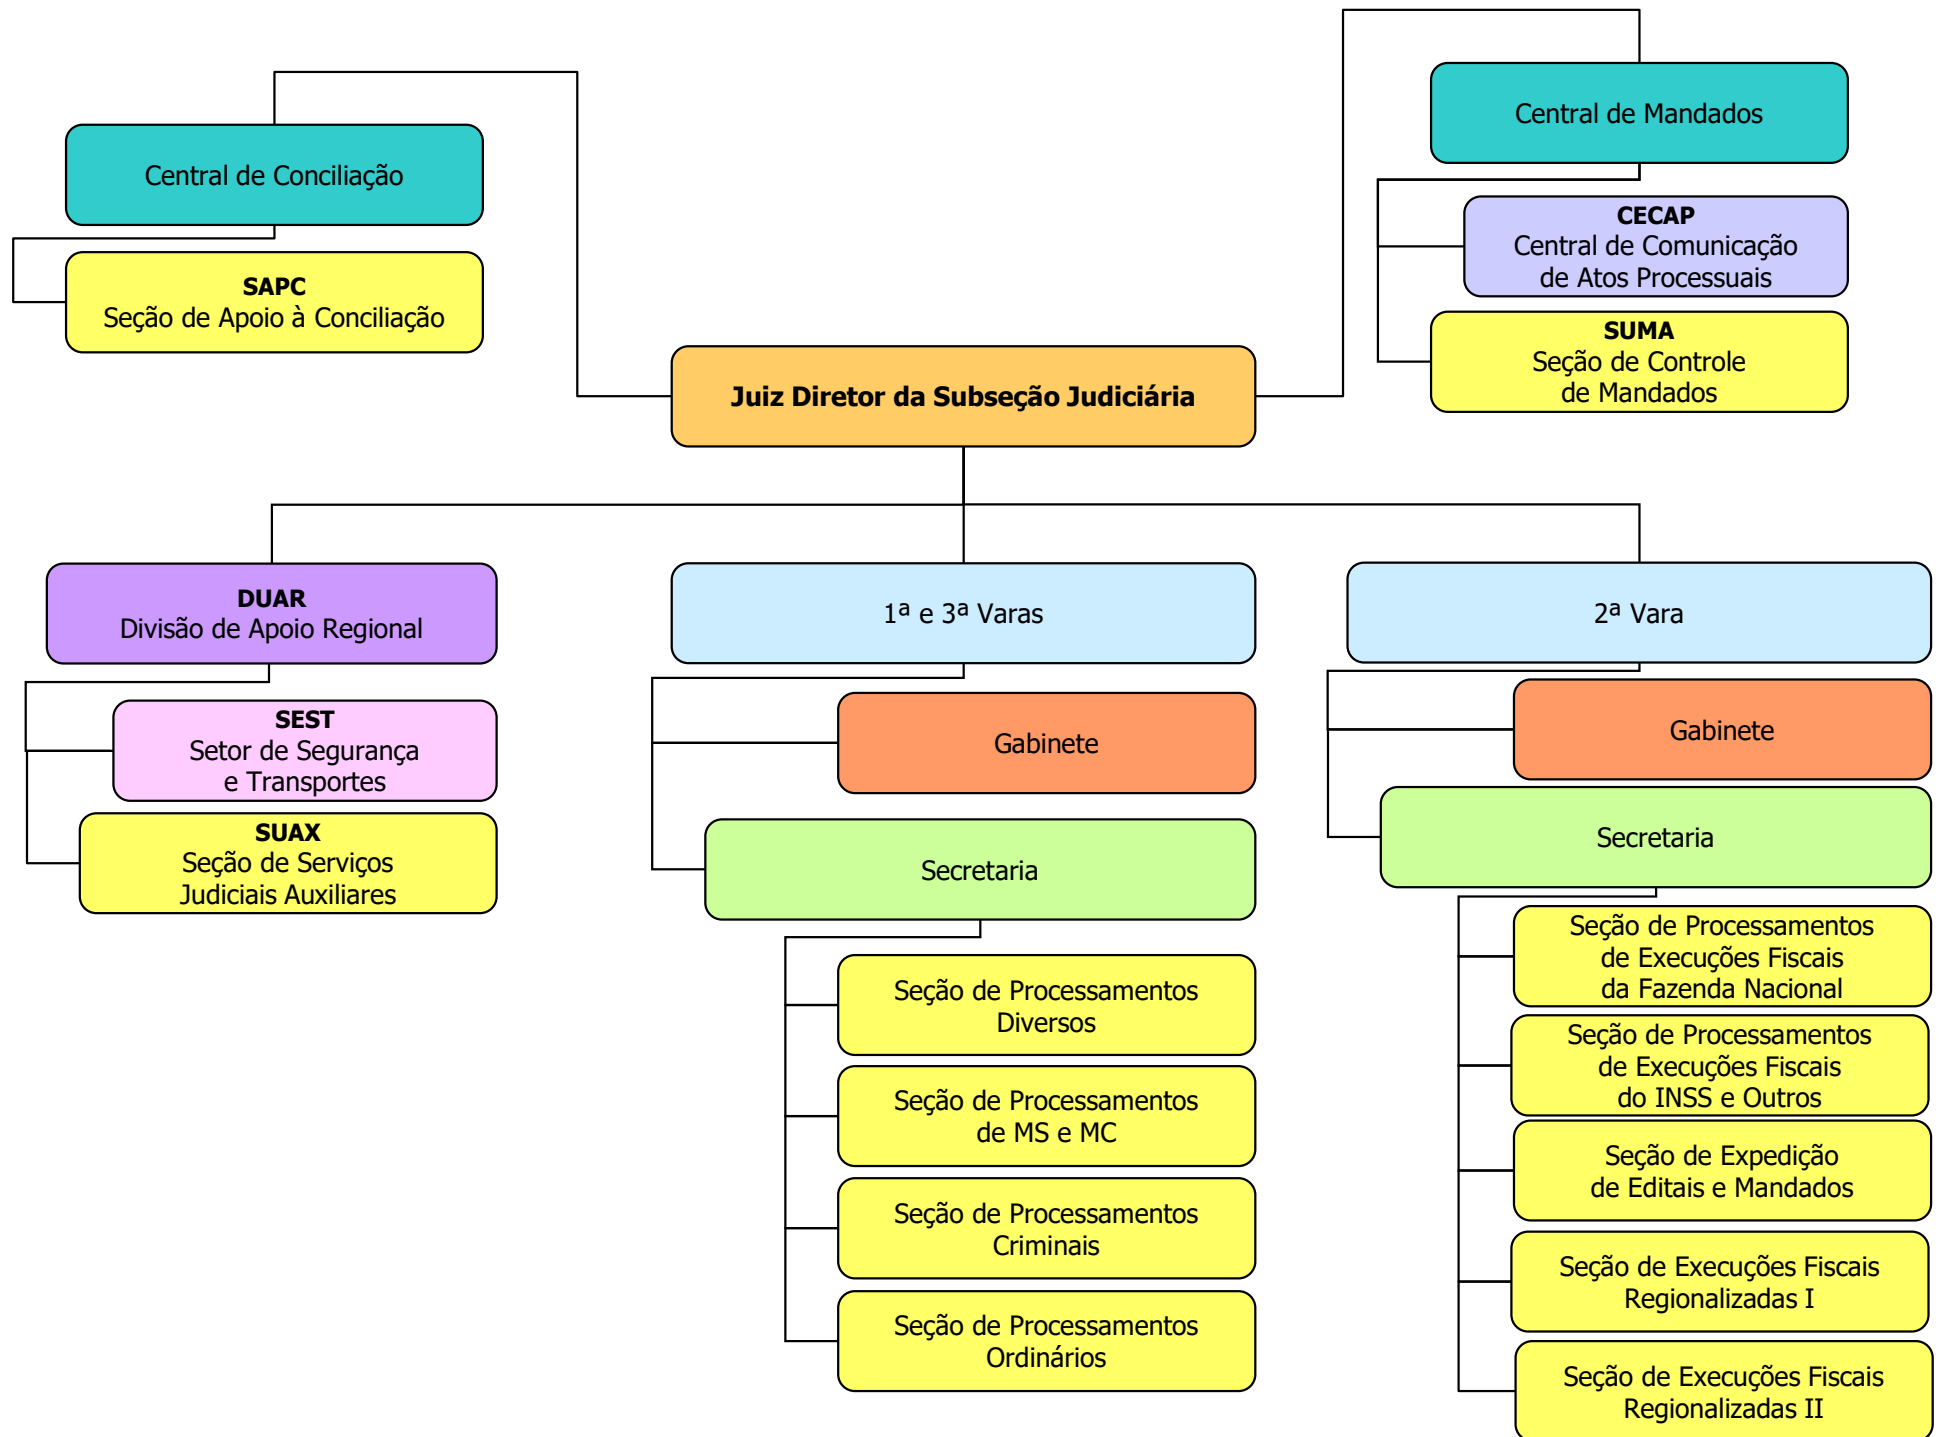 Central de Conciliação
SAPC
Seção de Apoio à Conciliação
Central de Mandados
CECAP
Central de Comunicação
de Atos Processuais
SUMA
Seção de Controle
de Mandados
Juiz Diretor da Subseção Judiciária
DUAR
Divisão de Apoio Regional
SEST
Setor de Segurança
e Transportes
SUAX
Seção de Serviços
Judiciais Auxiliares
1ª e 3ª Varas
Gabinete
Secretaria
Seção de Processamentos
Diversos
Seção de Processamentos
de MS e MC
Seção de Processamentos
Criminais
Seção de Processamentos
Ordinários
2ª Vara
Gabinete
Secretaria
Seção de Processamentos
de Execuções Fiscais
da Fazenda Nacional
Seção de Processamentos
de Execuções Fiscais
do INSS e Outros
Seção de Expedição
de Editais e Mandados
Seção de Execuções Fiscais
Regionalizadas I
Seção de Execuções Fiscais
Regionalizadas II